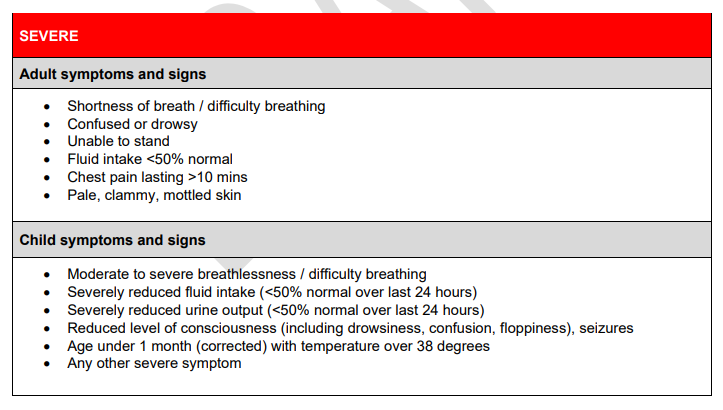 SEVERE
Adult symptoms and signs
• Shortness of breath / difficulty breathing
• Confused or drowsy
• Unable to stand
• Fluid intake <50% normal
• Chest pain lasting >10 mins
• Pale, clammy, mottled skin
Child symptoms and signs
• Moderate to severe breathlessness / difficulty breathing
• Severely reduced fluid intake (<50% normal over last 24 hours)
• Severely reduced urine output (<50% normal over last 24 hours)
• Reduced level of consciousness (including drowsiness, confusion, floppiness), seizures
• Age under 1 month (corrected) with temperature over 38 degrees
• Any other severe symptom